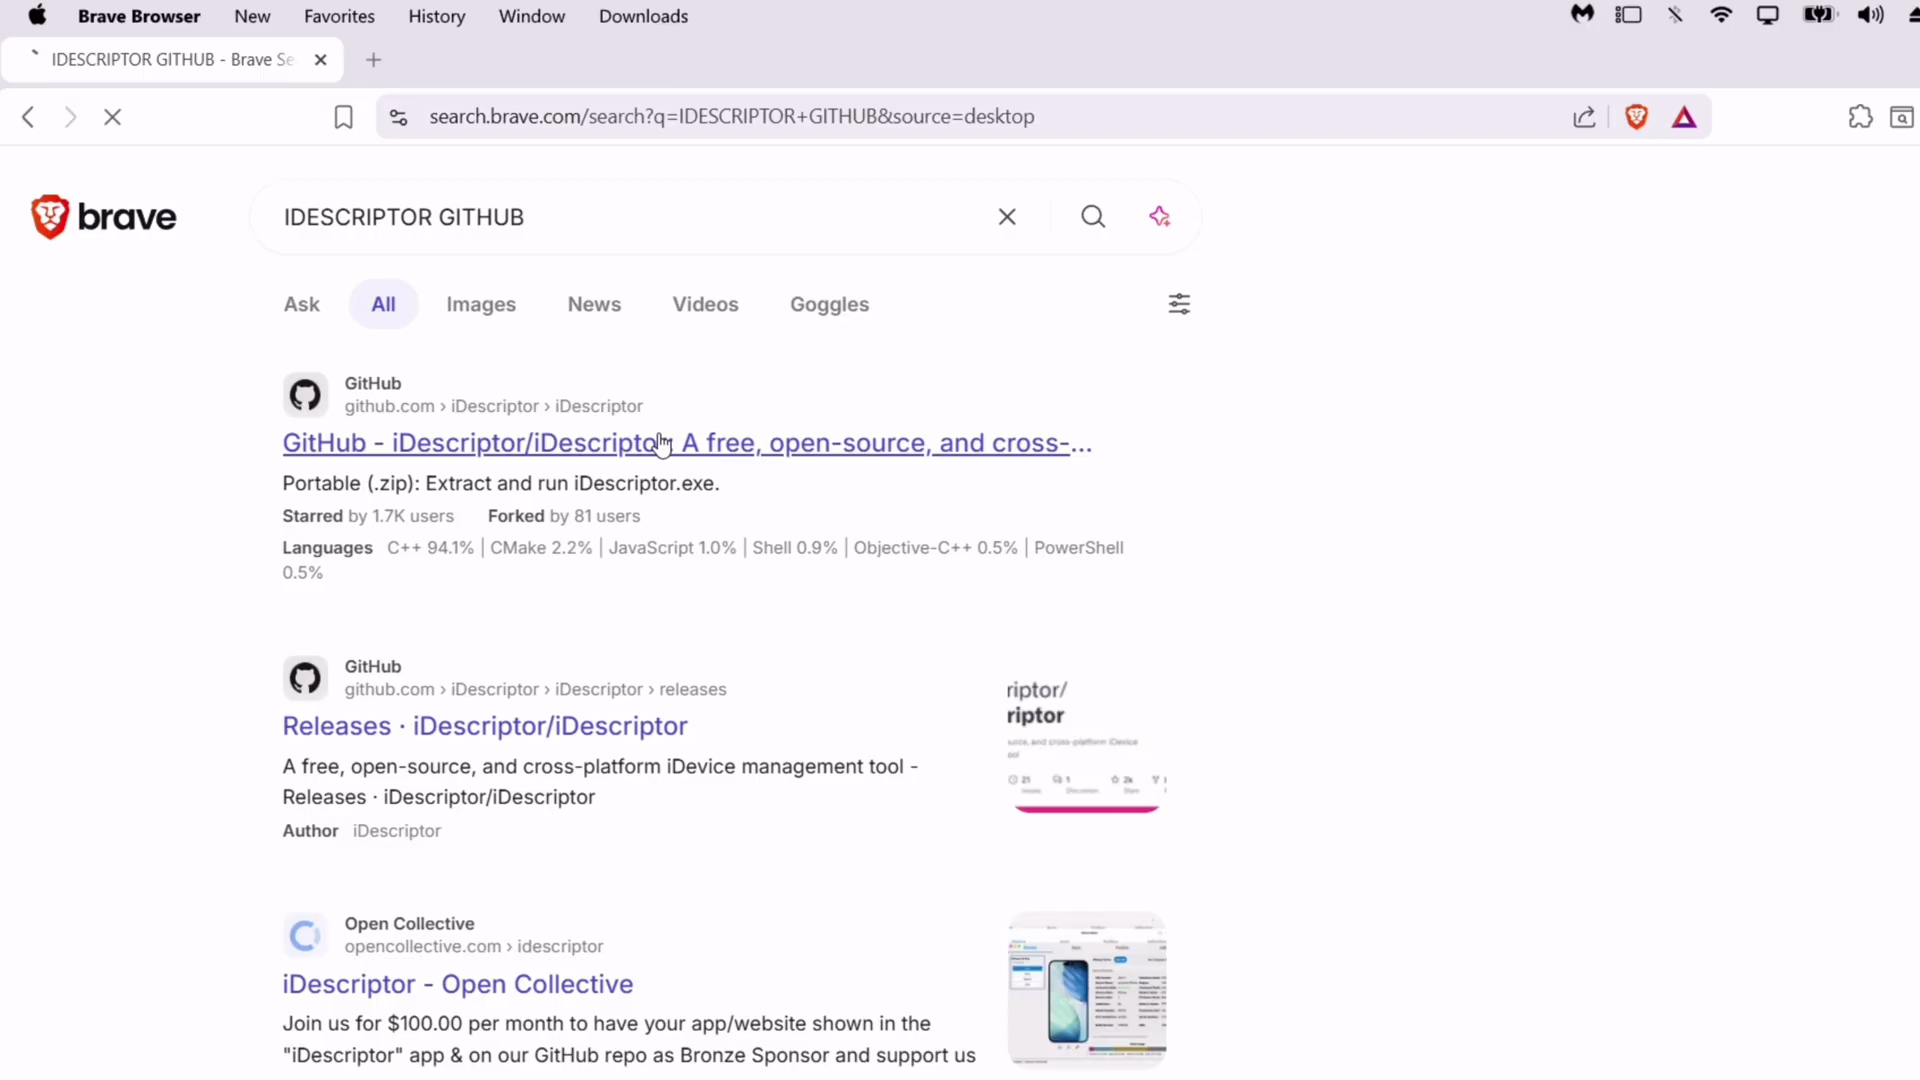 Brave Browser New Favorites History Window Downloads
IDESCRIPTOR GITHUB - Brave Se
search.brave.com/search?q=IDESCRIPTOR+GITHUB&source=desktop
brave
IDESCRIPTOR GITHUB
Ask All Images News Videos Goggles
GitHub
github.com › iDescriptor › iDescriptor
GitHub - iDescriptor/iDescriptor: A free, open-source, and cross-...
Portable (.zip): Extract and run iDescriptor.exe.
Starred by 1.7K users Forked by 81 users
Languages C++ 94.1% | CMake 2.2% | JavaScript 1.0% | Shell 0.9% | Objective-C++ 0.5% | PowerShell
0.5%
GitHub
github.com › iDescriptor › iDescriptor › releases
Releases · iDescriptor/iDescriptor
A free, open-source, and cross-platform iDevice management tool -
Releases · iDescriptor/iDescriptor
Author iDescriptor
riptor/
riptor
Open Collective
opencollective.com › idescriptor
iDescriptor - Open Collective
Join us for $100.00 per month to have your app/website shown in the
"iDescriptor" app & on our GitHub repo as Bronze Sponsor and support us